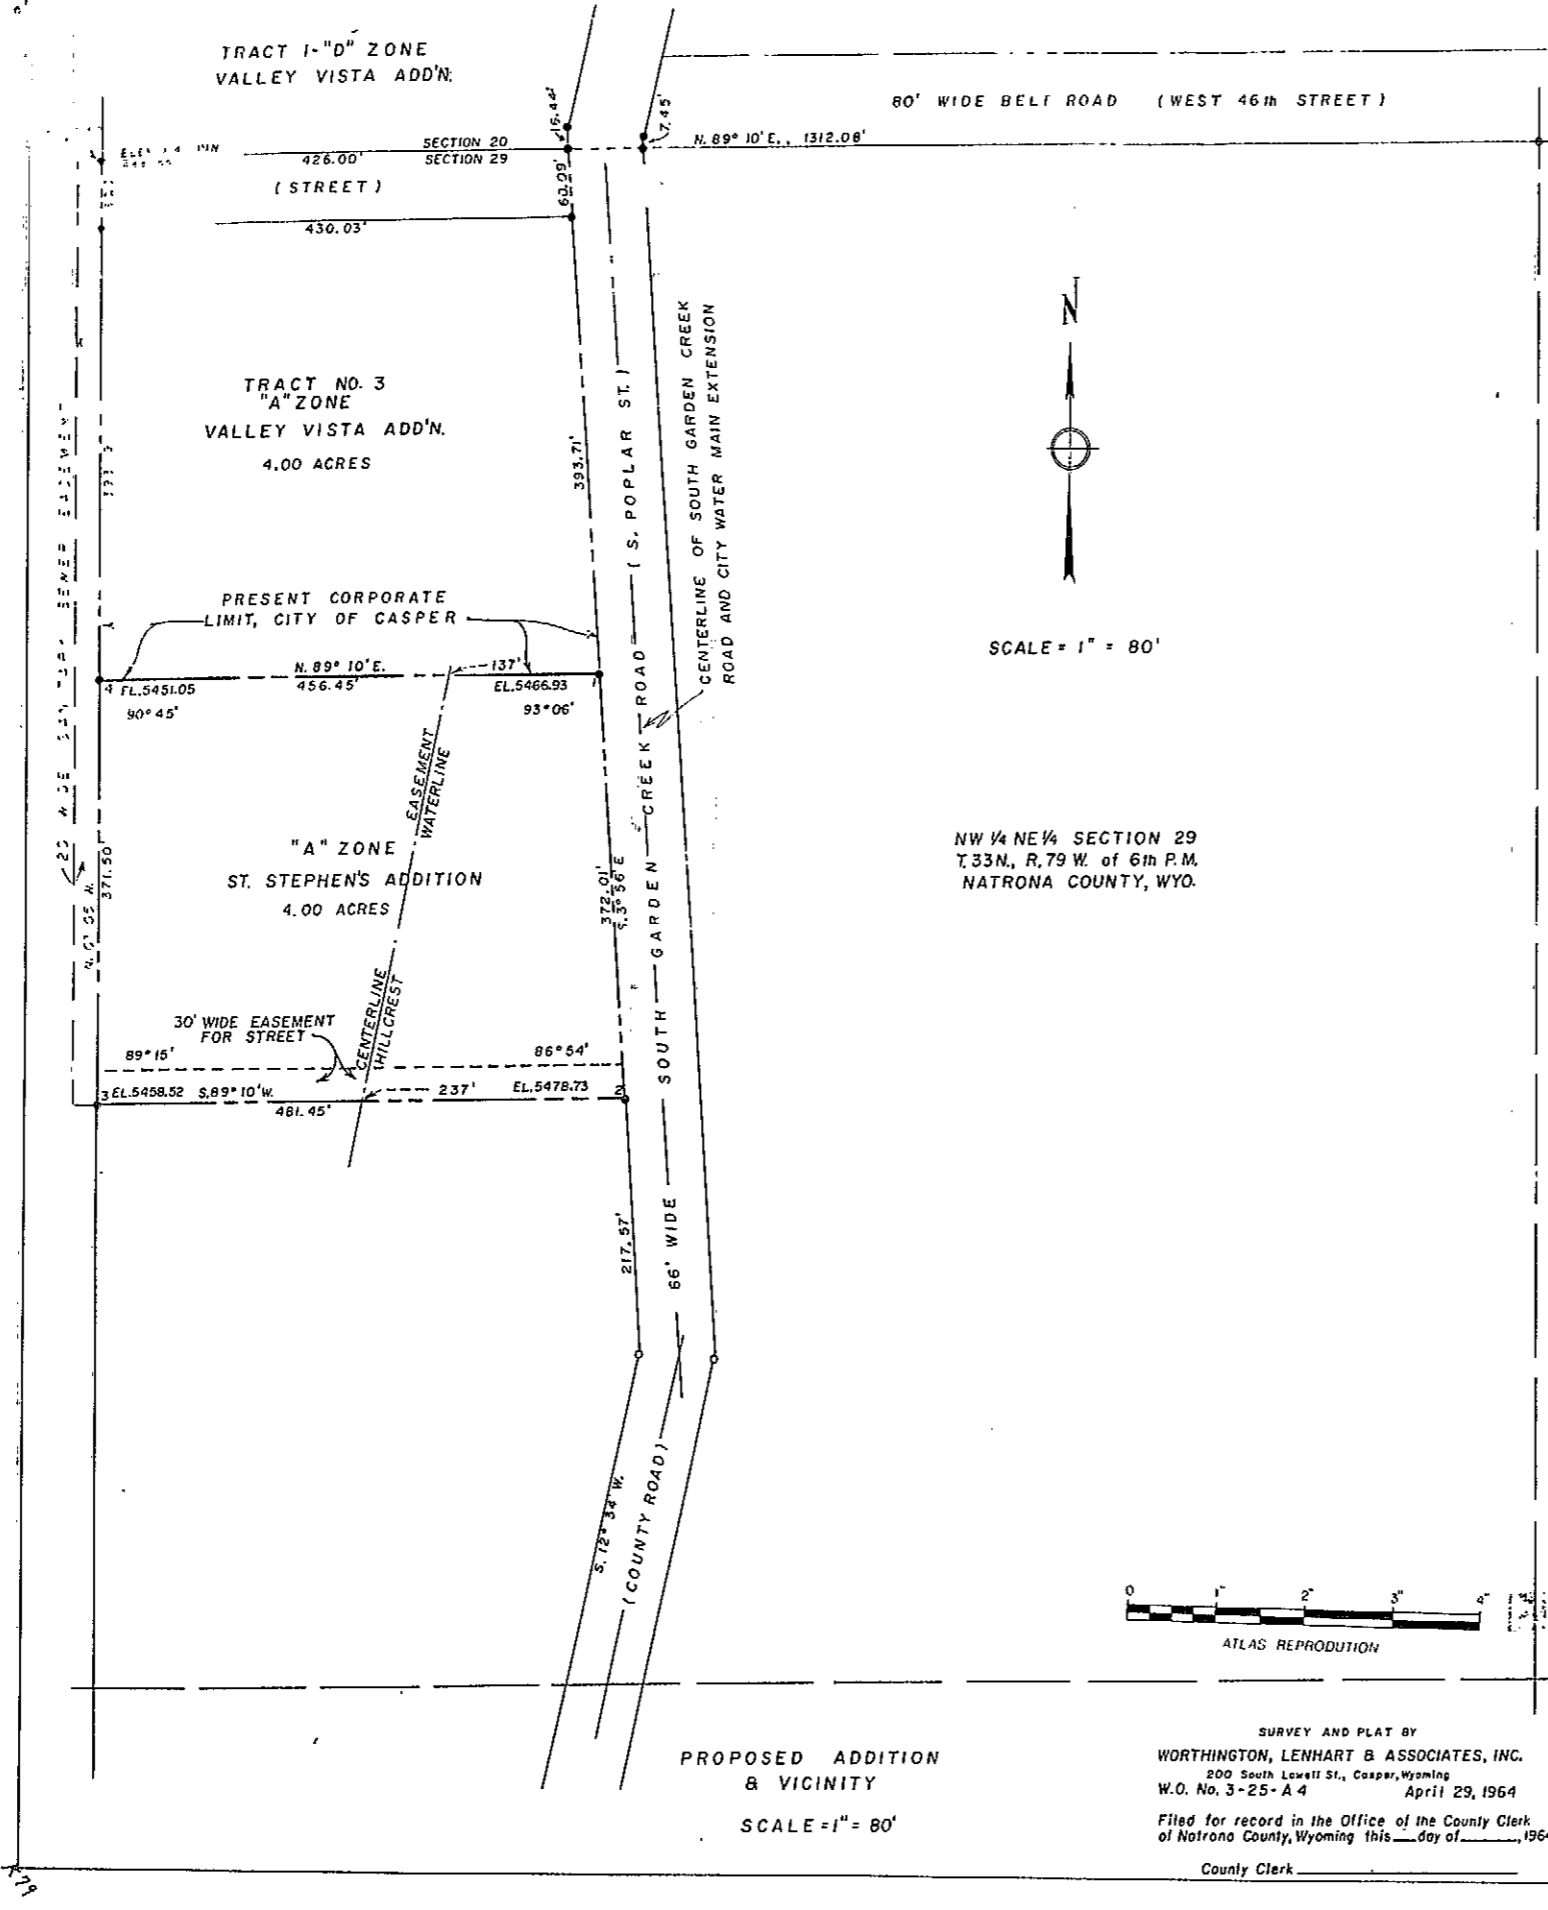 TRACT 1-"D" ZONE
VALLEY VISTA ADD'N.
80' WIDE BELT ROAD (WEST 46th STREET)
16.44'
7.45'
N. 89° 10' E., 1312.08'
SECTION 20
426.00'
SECTION 29
(STREET)
60.09'
430.03'
TRACT NO. 3
"A" ZONE
VALLEY VISTA ADD'N.
4.00 ACRES
393.71'
(S. POPLAR ST.)
CENTERLINE OF SOUTH GARDEN CREEK
ROAD AND CITY WATER MAIN EXTENSION
N
SCALE = 1" = 80'
PRESENT CORPORATE
LIMIT, CITY OF CASPER
N. 89° 10' E.
137'
4 EL.5451.05
456.45'
EL.5466.93
1
90° 45'
93° 06'
EASEMENT
WATERLINE
NW 1/4 NE 1/4 SECTION 29
T.33N., R.79 W. of 6th P.M.
NATRONA COUNTY, WYO.
"A" ZONE
ST. STEPHEN'S ADDITION
4.00 ACRES
371.50'
372.01'
S.3° 56' E
66' WIDE SOUTH GARDEN CREEK ROAD
CENTERLINE
HILLCREST
30' WIDE EASEMENT
FOR STREET
89° 15'
86° 54'
3 EL.5458.52 S.89° 10' W.
237'
EL.5478.73
2
481.45'
217.57'
S. 12° 34' W.
(COUNTY ROAD)
0 1" 2" 3" 4"
ATLAS REPRODUTION
PROPOSED ADDITION
& VICINITY
SCALE = 1" = 80'
SURVEY AND PLAT BY
WORTHINGTON, LENHART & ASSOCIATES, INC.
200 South Lowell St., Casper, Wyoming
W.O. No. 3-25-A 4 April 29, 1964
Filed for record in the Office of the County Clerk
of Natrona County, Wyoming this ___ day of ______, 1964
County Clerk
79